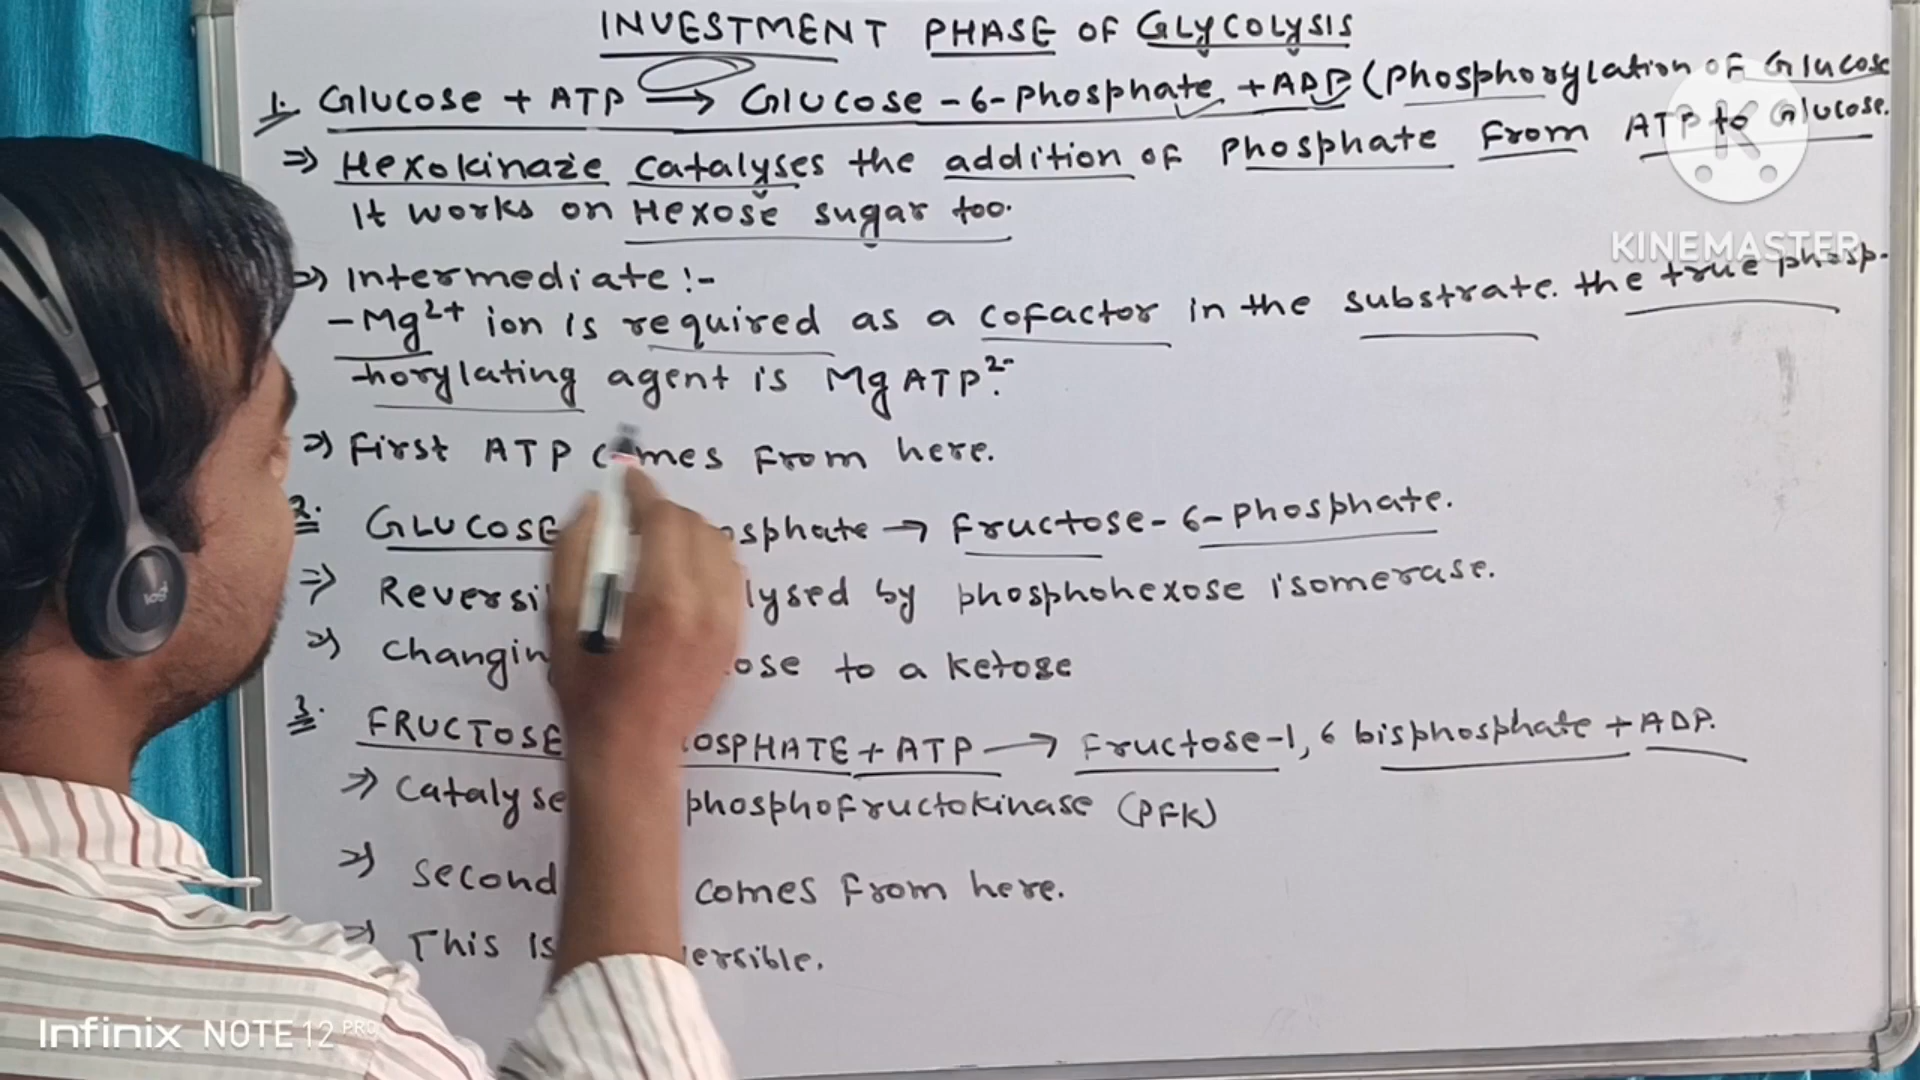 INVESTMENT PHASE OF GLYCOLYSIS
1. Glucose + ATP → Glucose-6-phosphate + ADP (phosphorylation of Glucose
from ATP to Glucose.
⇒ Hexokinaze catalyses the addition of phosphate
It works on Hexose sugar too.
⇒ Intermediate :-
- Mg²⁺ ion is required as a cofactor in the substrate. the true phosp-
horylating agent is MgATP²⁻.
⇒ First ATP comes from here.
2. GLUCOSE sphate → Fructose-6-phosphate.
⇒ Reversi lysed by phosphohexose isomerase.
⇒ changin ose to a ketose
3. FRUCTOSE OSPHATE + ATP → Fructose-1, 6 bisphosphate + ADP.
⇒ Catalyse phosphofructokinase (PFK)
⇒ second comes from here.
⇒ This is ersible.
KINEMASTER
logi
Infinix NOTE 12 PRO